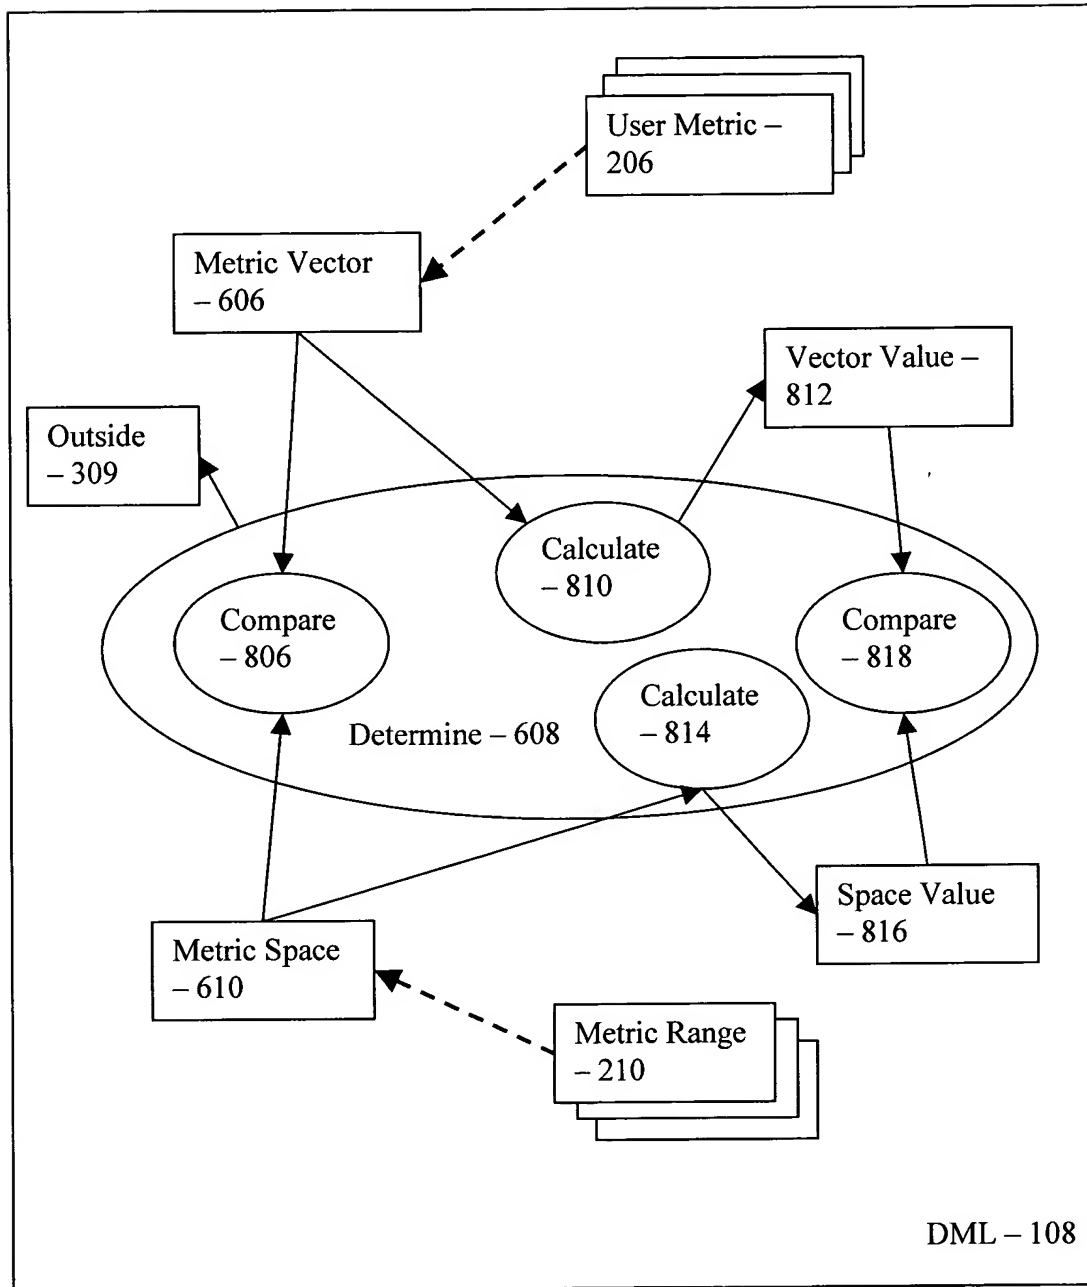 User Metric –
206
Metric Vector
– 606
Vector Value –
812
Outside
– 309
Calculate
– 810
Compare
– 806
Compare
– 818
Calculate
– 814
Determine – 608
Space Value
– 816
Metric Space
– 610
Metric Range
– 210
DML – 108